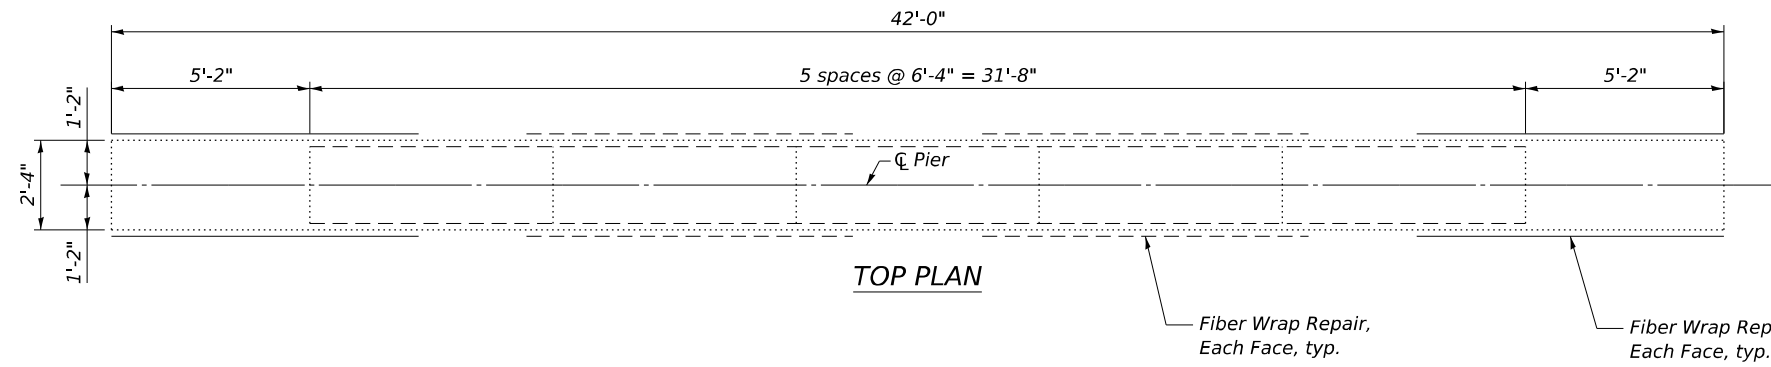 42'-0"
5'-2"
5 spaces @ 6'-4" = 31'-8"
5'-2"
1'-2"
2'-4"
1'-2"
℄ Pier
TOP PLAN
Fiber Wrap Repair,
Each Face, typ.
Fiber Wrap Rep
Each Face, typ.